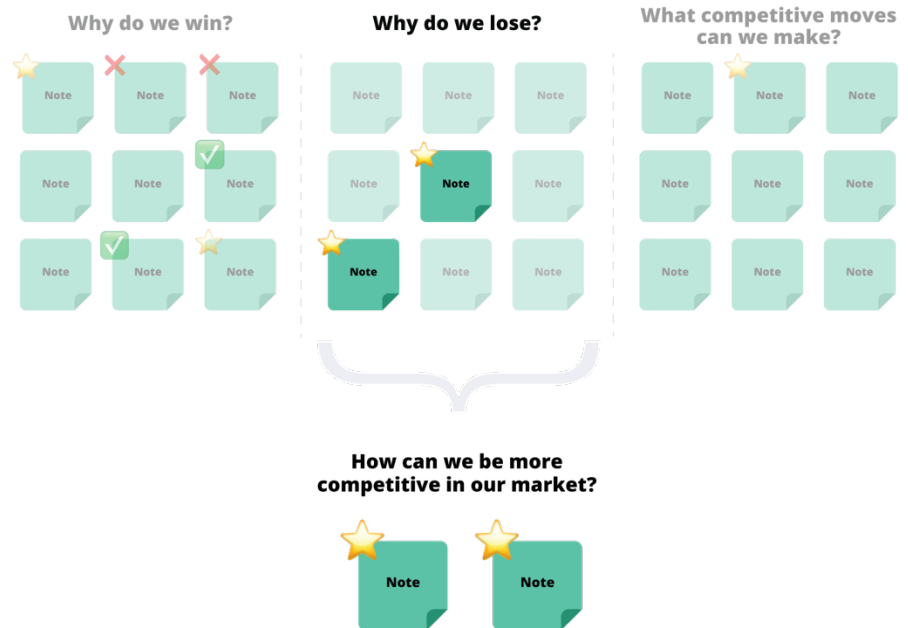 Why do we win?
Why do we lose?
What competitive moves
can we make?
Note Note Note Note Note Note Note Note Note
Note Note Note Note Note Note Note Note Note
Note Note Note Note Note Note Note Note Note
How can we be more
competitive in our market?
Note Note